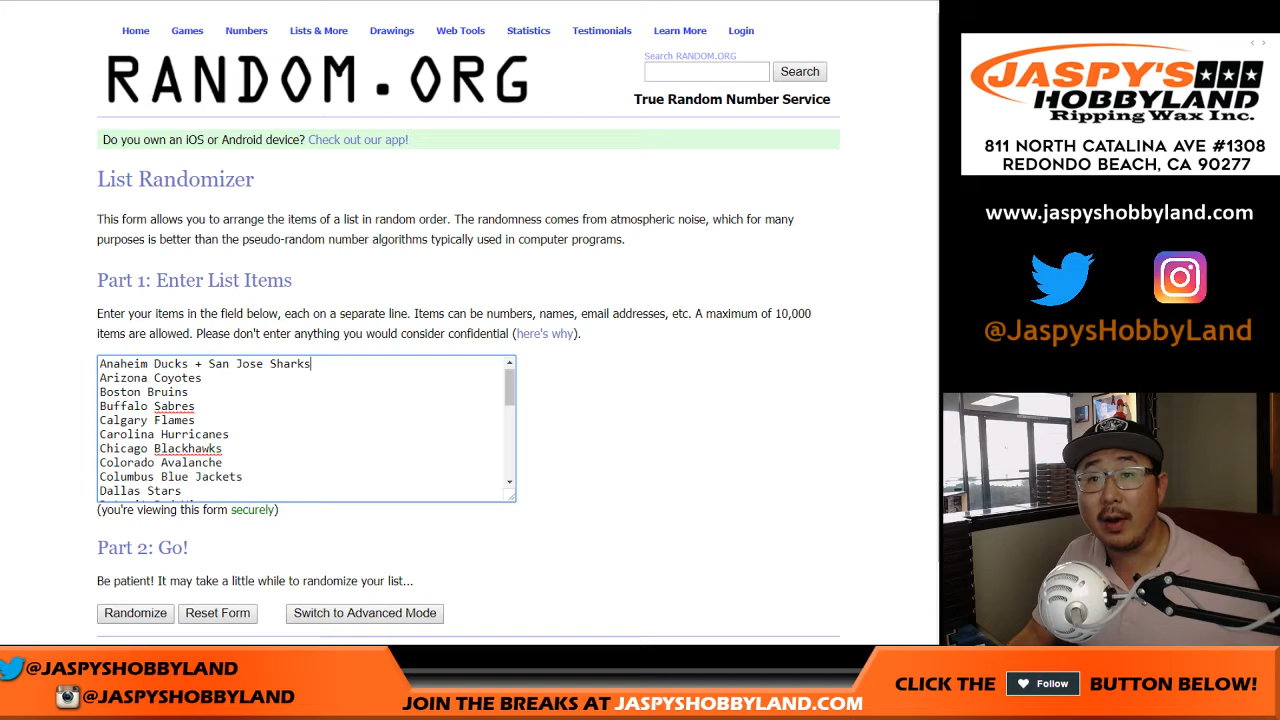 Home Games Numbers Lists & More Drawings Web Tools Statistics Testimonials Learn More Login
RANDOM.ORG
Search RANDOM.ORG
Search
True Random Number Service
Do you own an iOS or Android device? Check out our app!
List Randomizer
This form allows you to arrange the items of a list in random order. The randomness comes from atmospheric noise, which for many
purposes is better than the pseudo-random number algorithms typically used in computer programs.
Part 1: Enter List Items
Enter your items in the field below, each on a separate line. Items can be numbers, names, email addresses, etc. A maximum of 10,000
items are allowed. Please don't enter anything you would consider confidential (here's why).
Anaheim Ducks + San Jose Sharks
Arizona Coyotes
Boston Bruins
Buffalo Sabres
Calgary Flames
Carolina Hurricanes
Chicago Blackhawks
Colorado Avalanche
Columbus Blue Jackets
Dallas Stars
(you're viewing this form securely)
Part 2: Go!
Be patient! It may take a little while to randomize your list...
Randomize Reset Form Switch to Advanced Mode
JASPY'S
HOBBYLAND
Ripping Wax Inc.
811 NORTH CATALINA AVE #1308
REDONDO BEACH, CA 90277
www.jaspyshobbyland.com
@JaspysHobbyLand
@JASPYSHOBBYLAND
@JASPYSHOBBYLAND
JOIN THE BREAKS AT JASPYSHOBBYLAND.COM
CLICK THE Follow BUTTON BELOW!